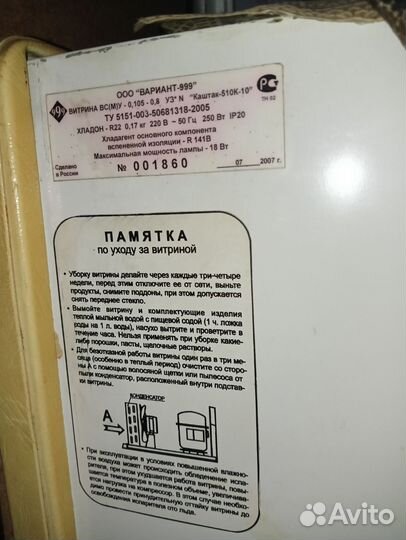 ООО "ВАРИАНТ-999"
ВИТРИНА ВС(М)У - 0,105 - 0,8 УЗ* N "Каштак-510К-10"
ТУ 5151-003-50681318-2005
ХЛАДОН - R22 0,17 кг 220 В ~ 50 Гц 250 Вт IP20
Хладагент основного компонента
вспененной изоляции - R 141В
Максимальная мощность лампы - 18 Вт
Сделано
в России
№ 001860
07 2007 г.
999
РС
ТН 02
ПАМЯТКА
по уходу за витриной
• Уборку витрины делайте через каждые три-четыре
недели, перед этим отключите ее от сети, выньте
продукты, снимите поддоны, при этом допускается
снять переднее стекло.
• Вымойте витрину и комплектующие изделия
теплой мыльной водой с пищевой содой (1 ч. ложка
соды на 1 л. воды), насухо вытрите и проветрите в
течение часа. Нельзя применять при уборке какие-
либо порошки, пасты, щелочные растворы.
• Для безотказной работы витрины один раз в три ме-
сяца (особенно в теплый период) очистите со сторо-
ны А с помощью волосяной щетки или пылесоса от
пыли конденсатор, расположенный внутри подстав-
ки витрины.
КОНДЕНСАТОР
А
• При эксплуатации в условиях повышенной влажно-
сти воздуха может происходить обледенение испа-
рителя, при этом ухудшается работа витрины, повы-
шается температура в полезном объеме, увеличива-
ется нагрузка на компрессор. В этом случае необхо-
димо провести принудительную оттайку витрины до
освобождения испарителя ото льда.
Avito